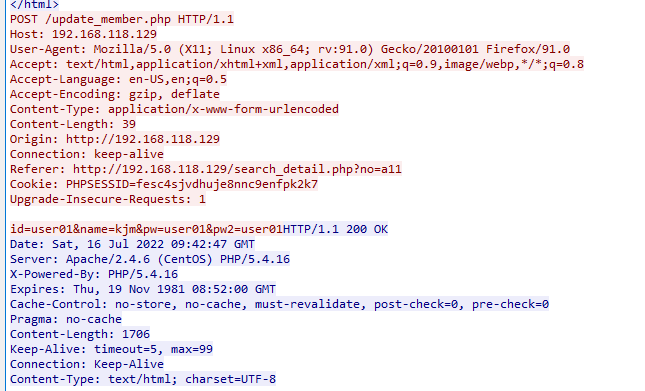 </html>
POST /update_member.php HTTP/1.1
Host: 192.168.118.129
User-Agent: Mozilla/5.0 (X11; Linux x86_64; rv:91.0) Gecko/20100101 Firefox/91.0
Accept: text/html,application/xhtml+xml,application/xml;q=0.9,image/webp,*/*;q=0.8
Accept-Language: en-US,en;q=0.5
Accept-Encoding: gzip, deflate
Content-Type: application/x-www-form-urlencoded
Content-Length: 39
Origin: http://192.168.118.129
Connection: keep-alive
Referer: http://192.168.118.129/search_detail.php?no=a11
Cookie: PHPSESSID=fesc4sjvdhuje8nnc9enfpk2k7
Upgrade-Insecure-Requests: 1
id=user01&name=kjm&pw=user01&pw2=user01HTTP/1.1 200 OK
Date: Sat, 16 Jul 2022 09:42:47 GMT
Server: Apache/2.4.6 (CentOS) PHP/5.4.16
X-Powered-By: PHP/5.4.16
Expires: Thu, 19 Nov 1981 08:52:00 GMT
Cache-Control: no-store, no-cache, must-revalidate, post-check=0, pre-check=0
Pragma: no-cache
Content-Length: 1706
Keep-Alive: timeout=5, max=99
Connection: Keep-Alive
Content-Type: text/html; charset=UTF-8